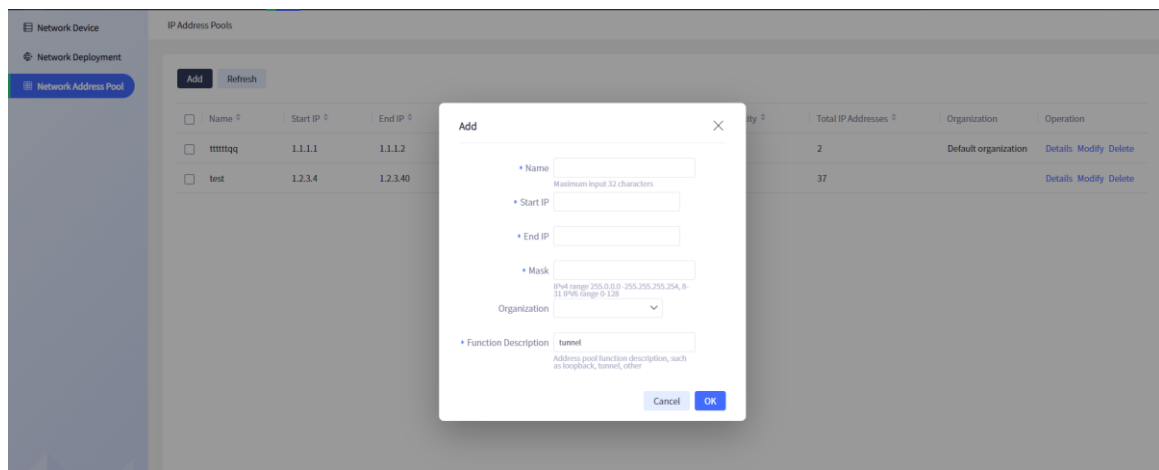 Network Device
Network Deployment
Network Address Pool
IP Address Pools
Add Refresh
Name Start IP End IP ity Total IP Addresses Organization Operation
ttttttqq 1.1.1.1 1.1.1.2 2 Default organization Details Modify Delete
test 1.2.3.4 1.2.3.40 37 Details Modify Delete
Add
* Name
Maximum input 32 characters
* Start IP
* End IP
* Mask
IPv4 range 255.0.0.0 -255.255.255.254, 8-
31 IPV6 range 0-128
Organization
* Function Description tunnel
Address pool function description, such
as loopback, tunnel, other
Cancel OK